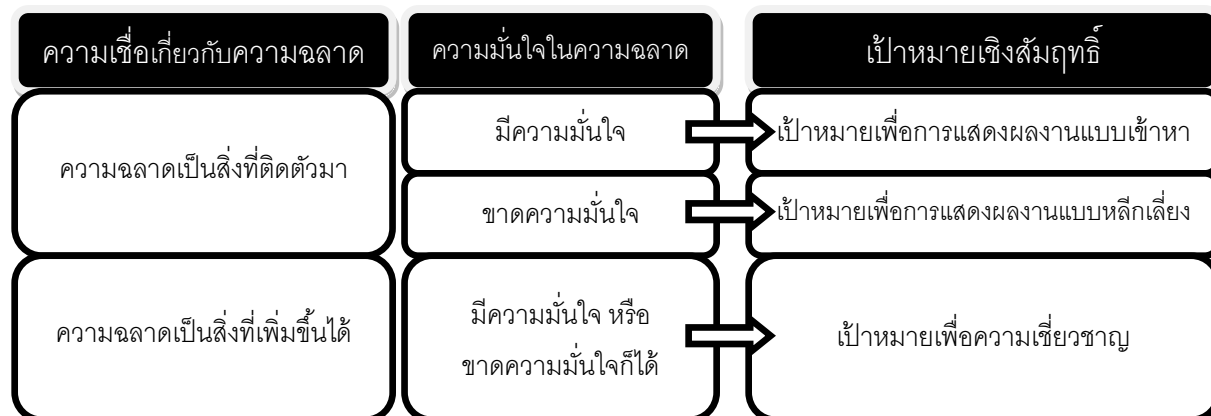 ความเชื่อเกี่ยวกับความฉลาด
ความมั่นใจในความฉลาด
เป้าหมายเชิงสัมฤทธิ์
ความฉลาดเป็นสิ่งที่ติดตัวมา
มีความมั่นใจ
เป้าหมายเพื่อการแสดงผลงานแบบเข้าหา
ขาดความมั่นใจ
เป้าหมายเพื่อการแสดงผลงานแบบหลีกเลี่ยง
ความฉลาดเป็นสิ่งที่เพิ่มขึ้นได้
มีความมั่นใจ หรือ
ขาดความมั่นใจก็ได้
เป้าหมายเพื่อความเชี่ยวชาญ